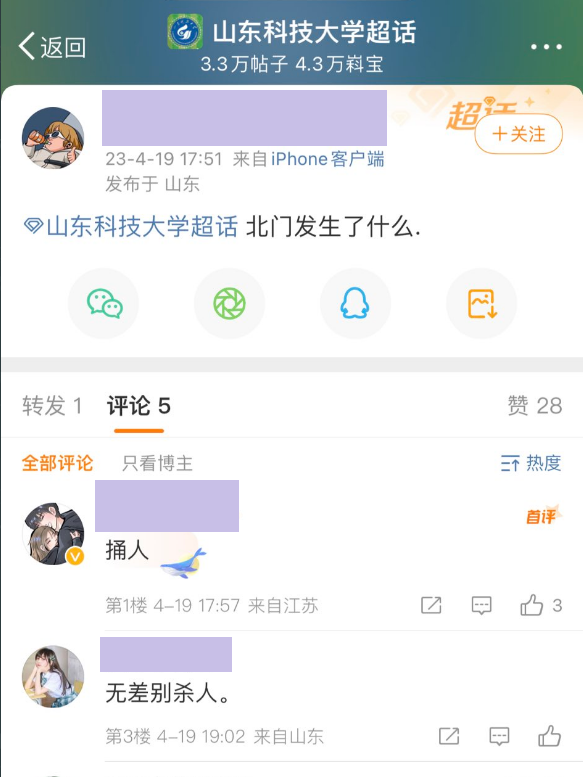 返回
山东科技大学超话
3.3万帖子 4.3万料宝
超话
+关注
23-4-19 17:51 来自iPhone客户端
发布于 山东
山东科技大学超话 北门发生了什么.
转发 1 评论 5 赞 28
全部评论 只看博主 热度
首评
捅人
第1楼 4-19 17:57 来自江苏 3
无差别杀人。
第3楼 4-19 19:02 来自山东